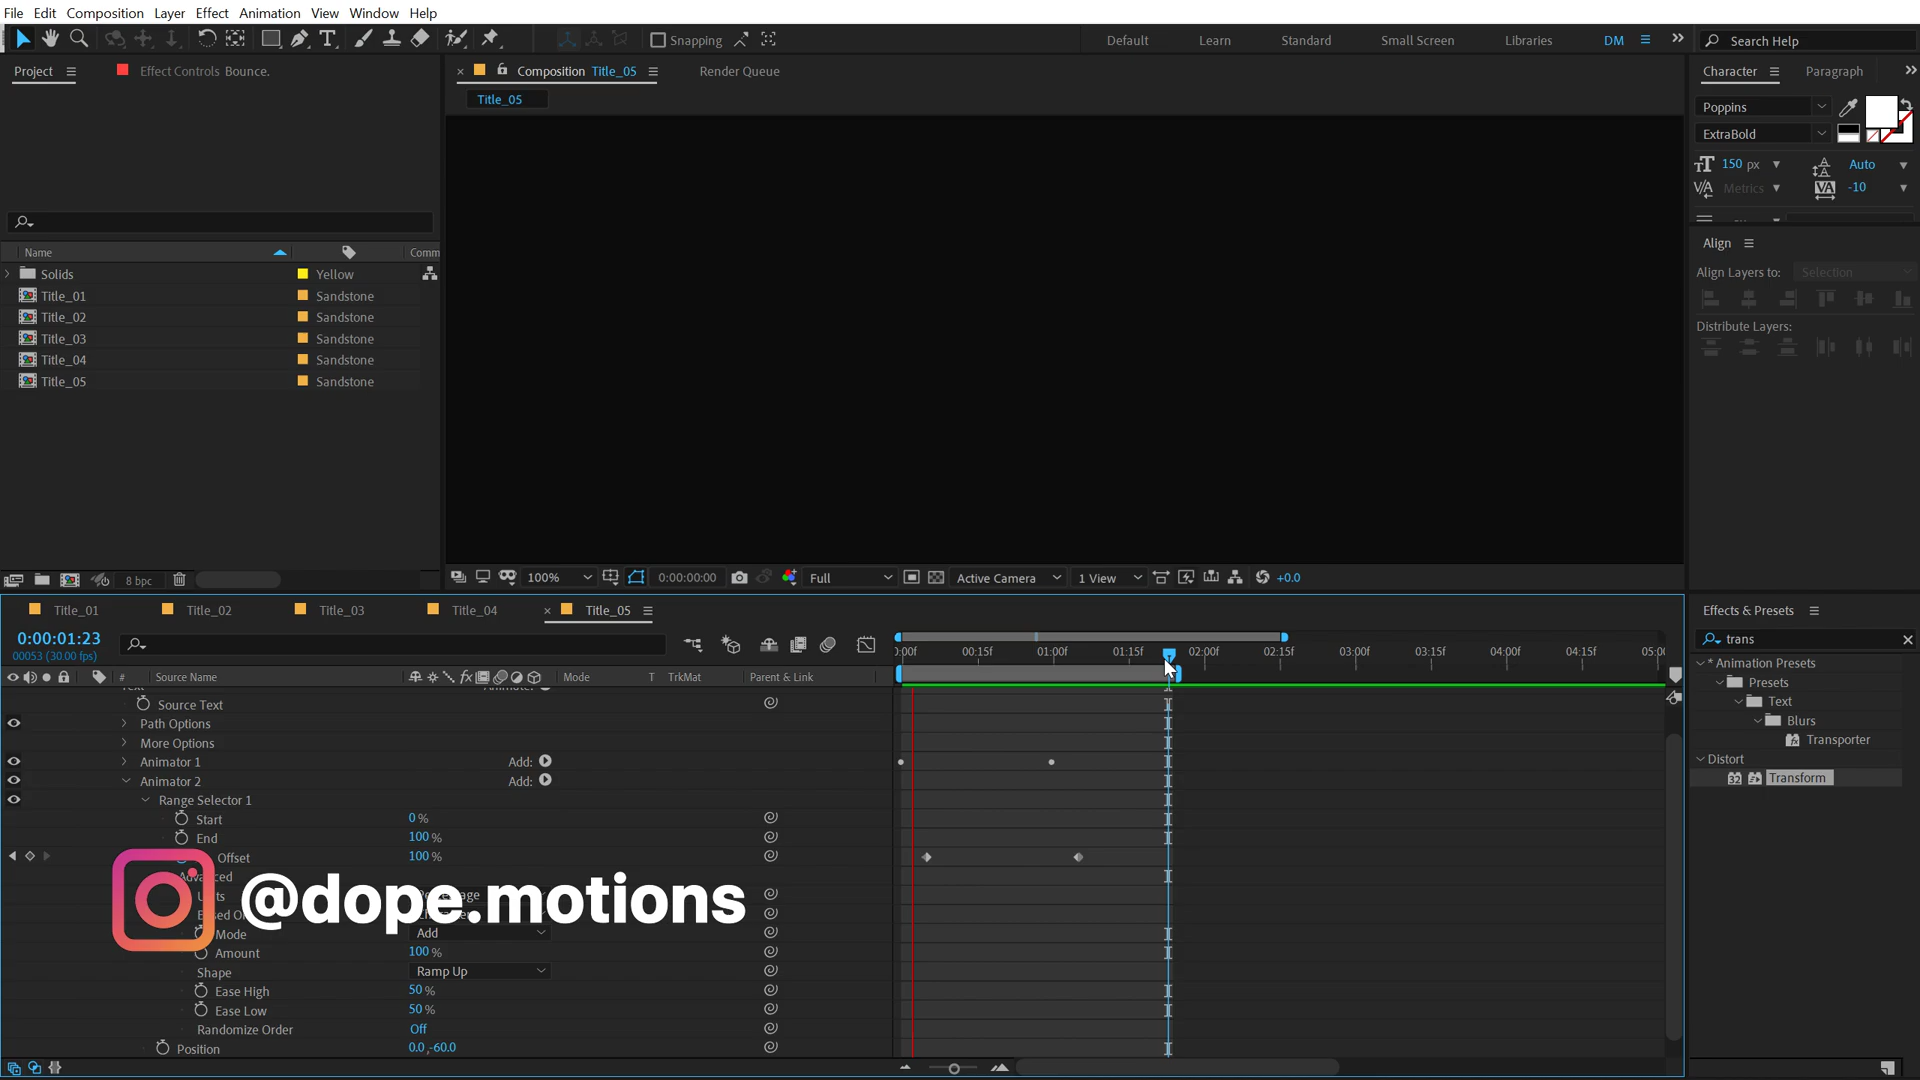 File Edit Composition Layer Effect Animation View Window Help
Snapping Default Learn Standard Small Screen Libraries DM Search Help
Project Effect Controls Bounce. Composition Title_05 Render Queue Character Paragraph
Title_05
Poppins
ExtraBold
150 px Auto
Metrics -10
Align
Align Layers to: Selection
Distribute Layers:
Name Comm
Solids Yellow
Title_01 Sandstone
Title_02 Sandstone
Title_03 Sandstone
Title_04 Sandstone
Title_05 Sandstone
8 bpc 100% 0:00:00:00 Full Active Camera 1 View +0.0
Title_01 Title_02 Title_03 Title_04 Title_05
0:00:01:23
00053 (30.00 fps)
0:00f 00:15f 01:00f 01:15f 02:00f 02:15f 03:00f 03:15f 04:00f 04:15f 05:0
# Source Name Mode T TrkMat Parent & Link
Source Text
Path Options
More Options
Animator 1 Add:
Animator 2 Add:
Range Selector 1
Start 0 %
End 100 %
Offset 100 %
Advanced
@dope.motions
Mode Add
Amount 100 %
Shape Ramp Up
Ease High 50 %
Ease Low 50 %
Randomize Order Off
Position 0.0,-60.0
Effects & Presets
trans
* Animation Presets
Presets
Text
Blurs
Transporter
Distort
32 Transform